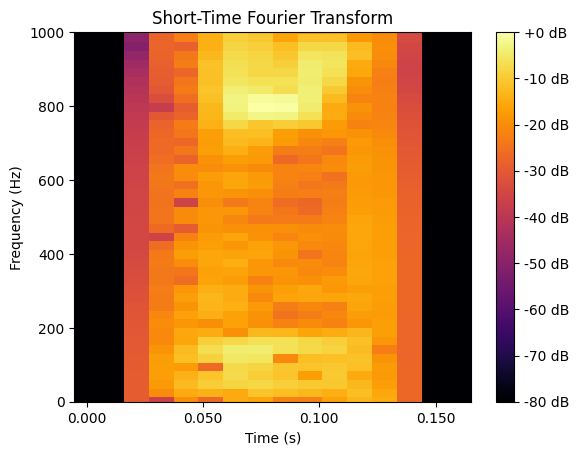 Short-Time Fourier Transform
1000
800
600
400
200
0
Frequency (Hz)
0.000
0.050
0.100
0.150
Time (s)
+0 dB
-10 dB
-20 dB
-30 dB
-40 dB
-50 dB
-60 dB
-70 dB
-80 dB